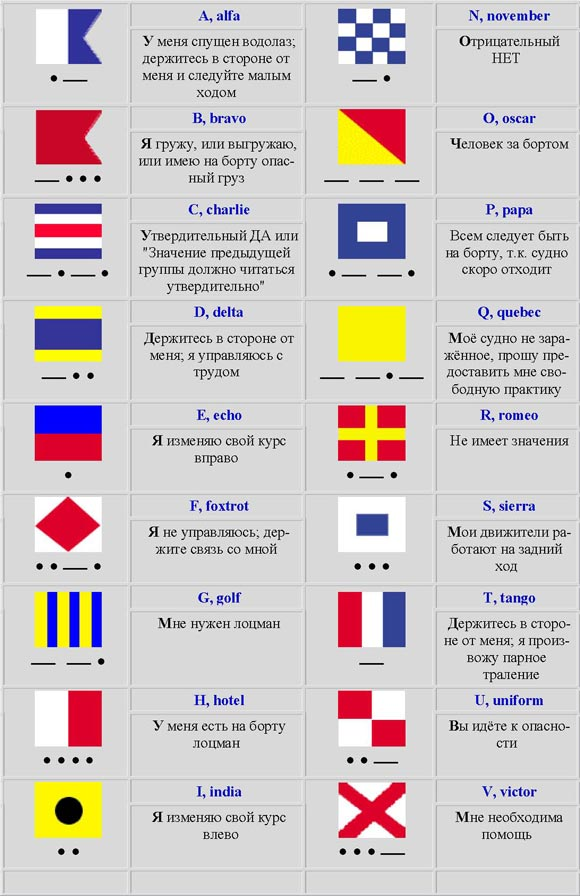 A, alfa
У меня спущен водолаз;
держитесь в стороне от
меня и следуйте малым
ходом
N, november
Отрицательный
НЕТ
B, bravo
Я гружу, или выгружаю,
или имею на борту опас-
ный груз
O, oscar
Человек за бортом
C, charlie
Утвердительный ДА или
"Значение предыдущей
группы должно читаться
утвердительно"
P, papa
Всем следует быть
на борту, т.к. судно
скоро отходит
D, delta
Держитесь в стороне от
меня; я управляюсь с
трудом
Q, quebec
Моё судно не зара-
жённое, прошу пре-
доставить мне сво-
бодную практику
E, echo
Я изменяю свой курс
вправо
R, romeo
Не имеет значения
F, foxtrot
Я не управляюсь; дер-
жите связь со мной
S, sierra
Мои движители ра-
ботают на задний
ход
G, golf
Мне нужен лоцман
T, tango
Держитесь в сторо-
не от меня; я произ-
вожу парное
траление
H, hotel
У меня есть на борту
лоцман
U, uniform
Вы идёте к опасно-
сти
I, india
Я изменяю свой курс
влево
V, victor
Мне необходима
помощь